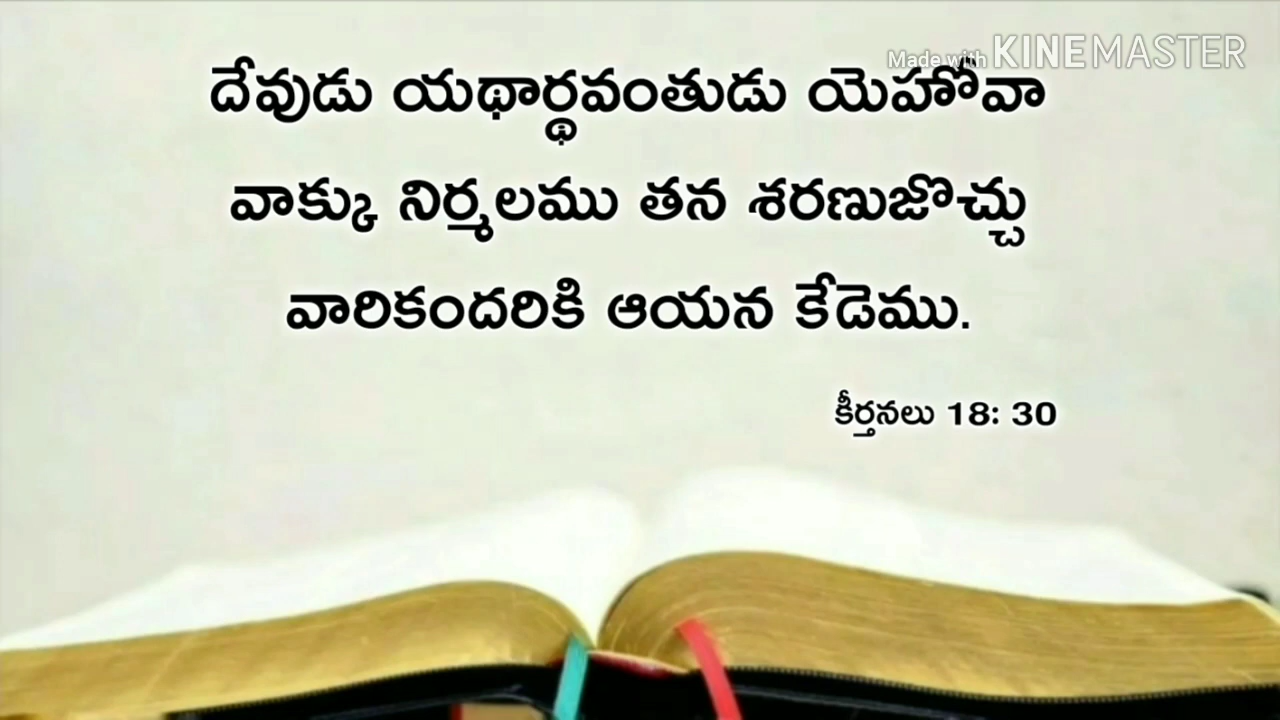 Made with KINEMASTER
దేవుడు యథార్థవంతుడు యెహోవా
వాక్కు నిర్మలము తన శరణుజొచ్చు
వారికందరికి ఆయన కేడెము.
కీర్తనలు 18: 30